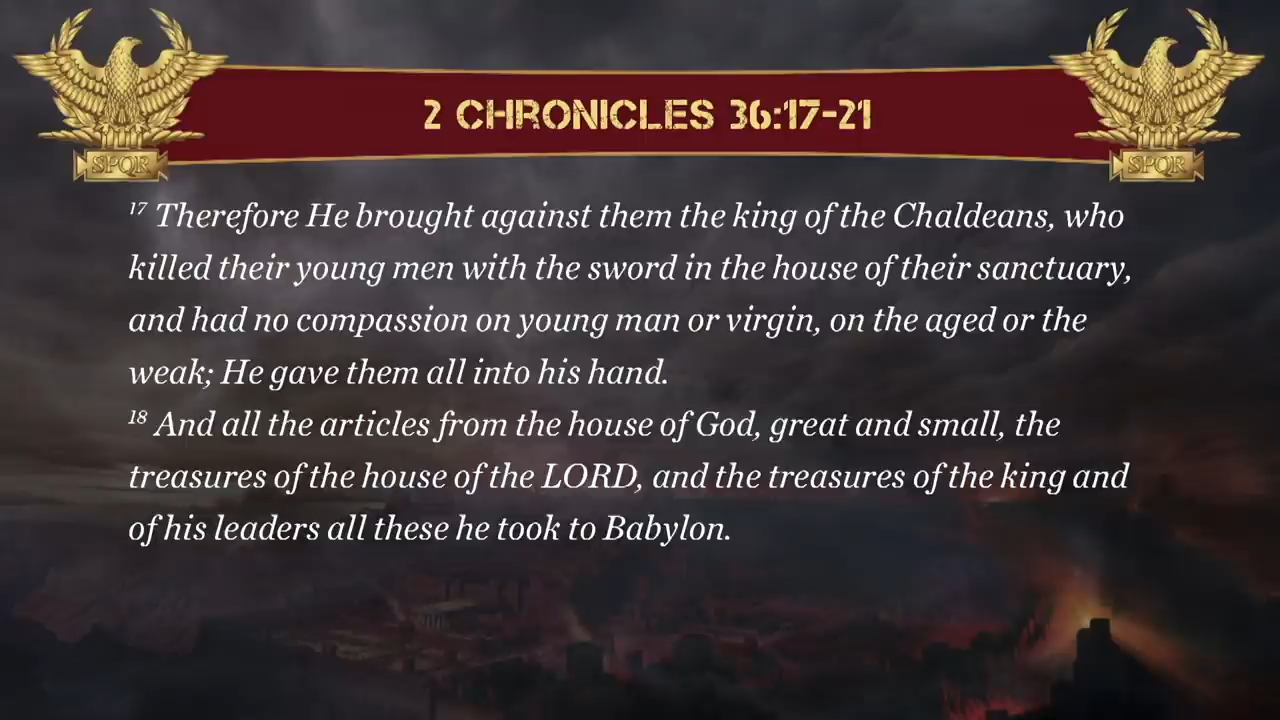 2 CHRONICLES 36:17-21
SPQR
SPQR
17 Therefore He brought against them the king of the Chaldeans, who
killed their young men with the sword in the house of their sanctuary,
and had no compassion on young man or virgin, on the aged or the
weak; He gave them all into his hand.
18 And all the articles from the house of God, great and small, the
treasures of the house of the LORD, and the treasures of the king and
of his leaders all these he took to Babylon.